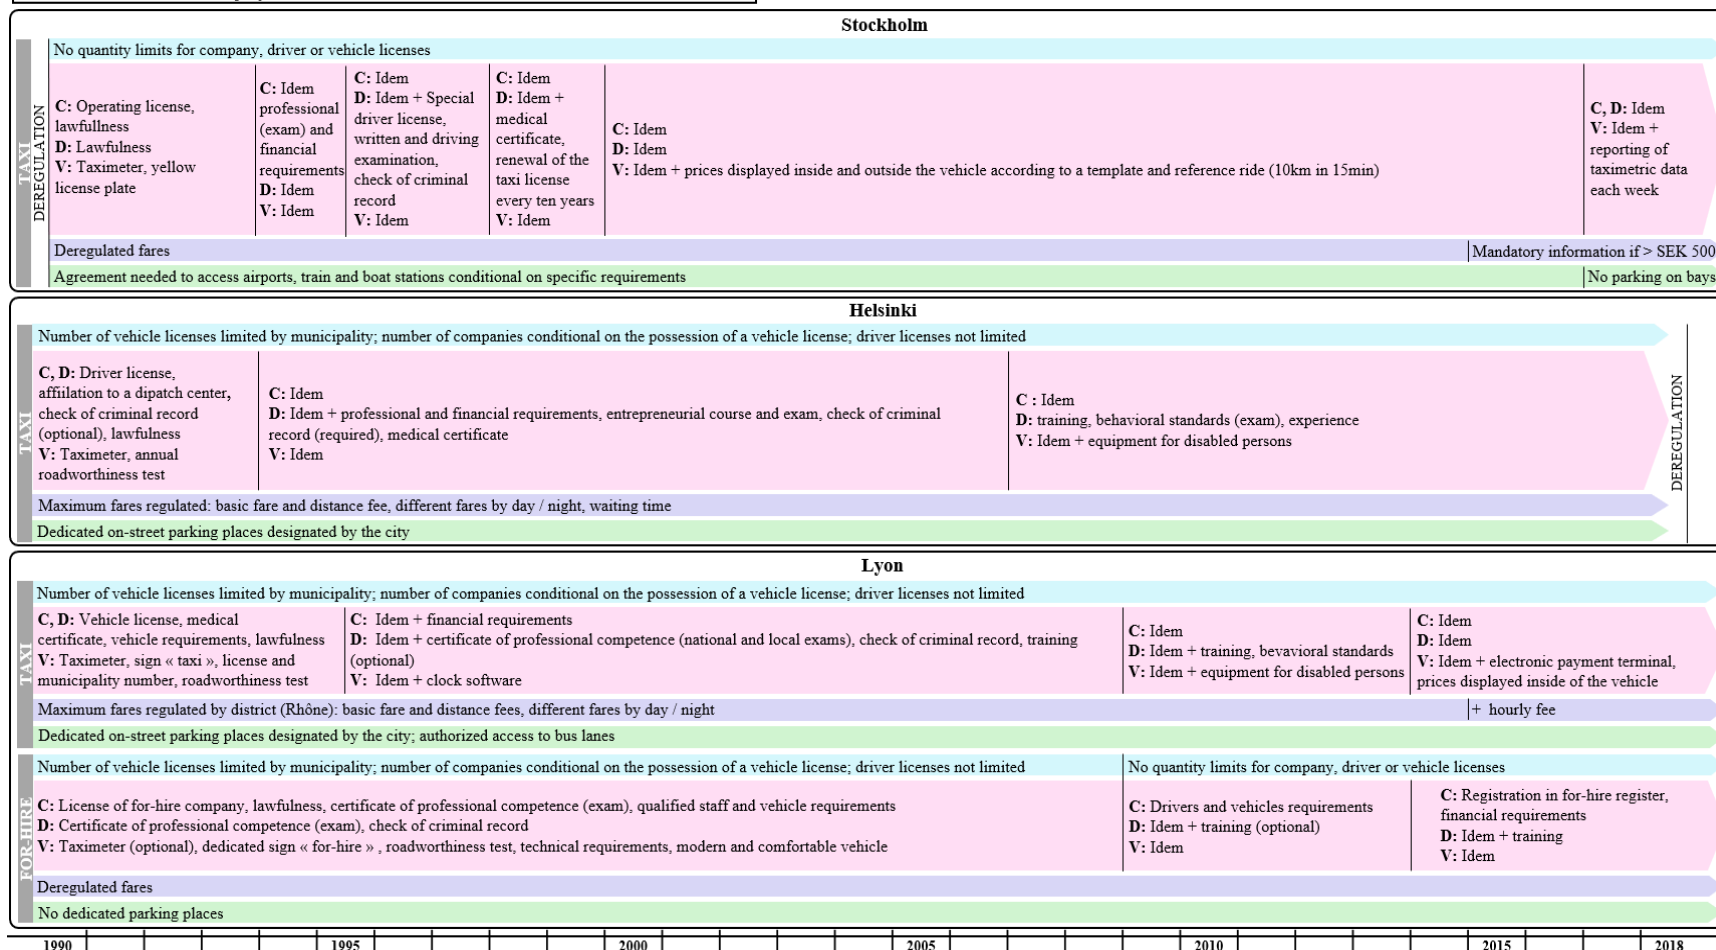 Stockholm
TAXI
DEREGULATION
No quantity limits for company, driver or vehicle licenses
C: Operating license,
lawfullness
D: Lawfulness
V: Taximeter, yellow
license plate
C: Idem
professional
(exam) and
financial
requirements
D: Idem
V: Idem
C: Idem
D: Idem + Special
driver license,
written and driving
examination,
check of criminal
record
V: Idem
C: Idem
D: Idem +
medical
certificate,
renewal of the
taxi license
every ten years
V: Idem
C: Idem
D: Idem
V: Idem + prices displayed inside and outside the vehicle according to a template and reference ride (10km in 15min)
C, D: Idem
V: Idem +
reporting of
taximetric data
each week
Deregulated fares
Mandatory information if > SEK 500
Agreement needed to access airports, train and boat stations conditional on specific requirements
No parking on bays
Helsinki
TAXI
Number of vehicle licenses limited by municipality; number of companies conditional on the possession of a vehicle license; driver licenses not limited
C, D: Driver license,
affiilation to a dipatch center,
check of criminal record
(optional), lawfulness
V: Taximeter, annual
roadworthiness test
C: Idem
D: Idem + professional and financial requirements, entrepreneurial course and exam, check of criminal
record (required), medical certificate
V: Idem
C : Idem
D: training, behavioral standards (exam), experience
V: Idem + equipment for disabled persons
DEREGULATION
Maximum fares regulated: basic fare and distance fee, different fares by day / night, waiting time
Dedicated on-street parking places designated by the city
Lyon
TAXI
Number of vehicle licenses limited by municipality; number of companies conditional on the possession of a vehicle license; driver licenses not limited
C, D: Vehicle license, medical
certificate, vehicle requirements, lawfulness
V: Taximeter, sign « taxi », license and
municipality number, roadworthiness test
C: Idem + financial requirements
D: Idem + certificate of professional competence (national and local exams), check of criminal record, training
(optional)
V: Idem + clock software
C: Idem
D: Idem + training, bevavioral standards
V: Idem + equipment for disabled persons
C: Idem
D: Idem
V: Idem + electronic payment terminal,
prices displayed inside of the vehicle
Maximum fares regulated by district (Rhône): basic fare and distance fees, different fares by day / night
+ hourly fee
Dedicated on-street parking places designated by the city; authorized access to bus lanes
FOR-HIRE
Number of vehicle licenses limited by municipality; number of companies conditional on the possession of a vehicle license; driver licenses not limited
No quantity limits for company, driver or vehicle licenses
C: License of for-hire company, lawfulness, certificate of professional competence (exam), qualified staff and vehicle requirements
D: Certificate of professional competence (exam), check of criminal record
V: Taximeter (optional), dedicated sign « for-hire » , roadworthiness test, technical requirements, modern and comfortable vehicle
C: Drivers and vehicles requirements
D: Idem + training (optional)
V: Idem
C: Registration in for-hire register,
financial requirements
D: Idem + training
V: Idem
Deregulated fares
No dedicated parking places
1990 1995 2000 2005 2010 2015 2018